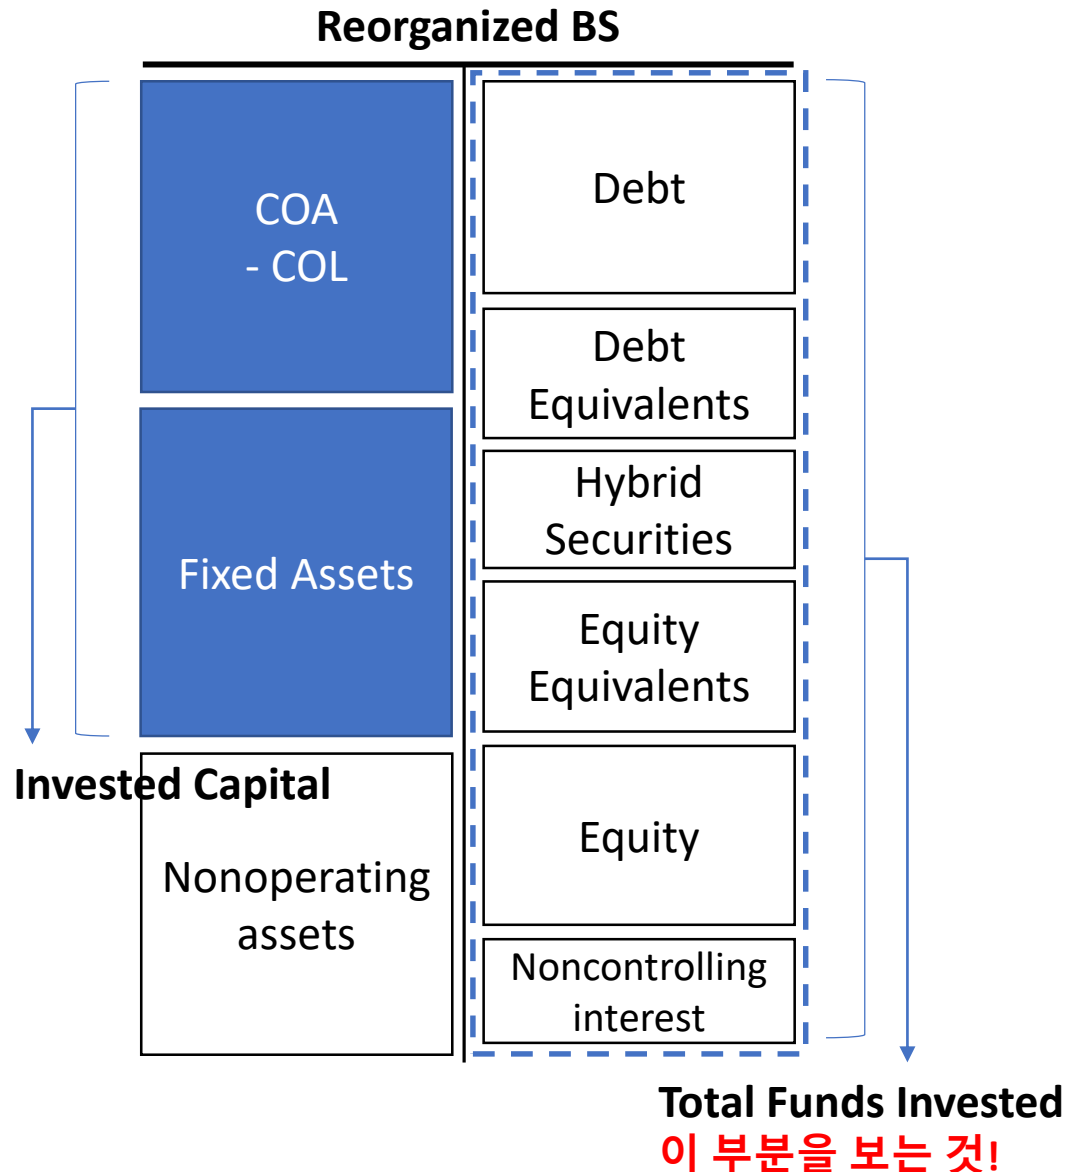 Reorganized BS
COA
- COL
Fixed Assets
Invested Capital
Nonoperating
assets
Debt
Debt
Equivalents
Hybrid
Securities
Equity
Equivalents
Equity
Noncontrolling
interest
Total Funds Invested
이 부분을 보는 것!